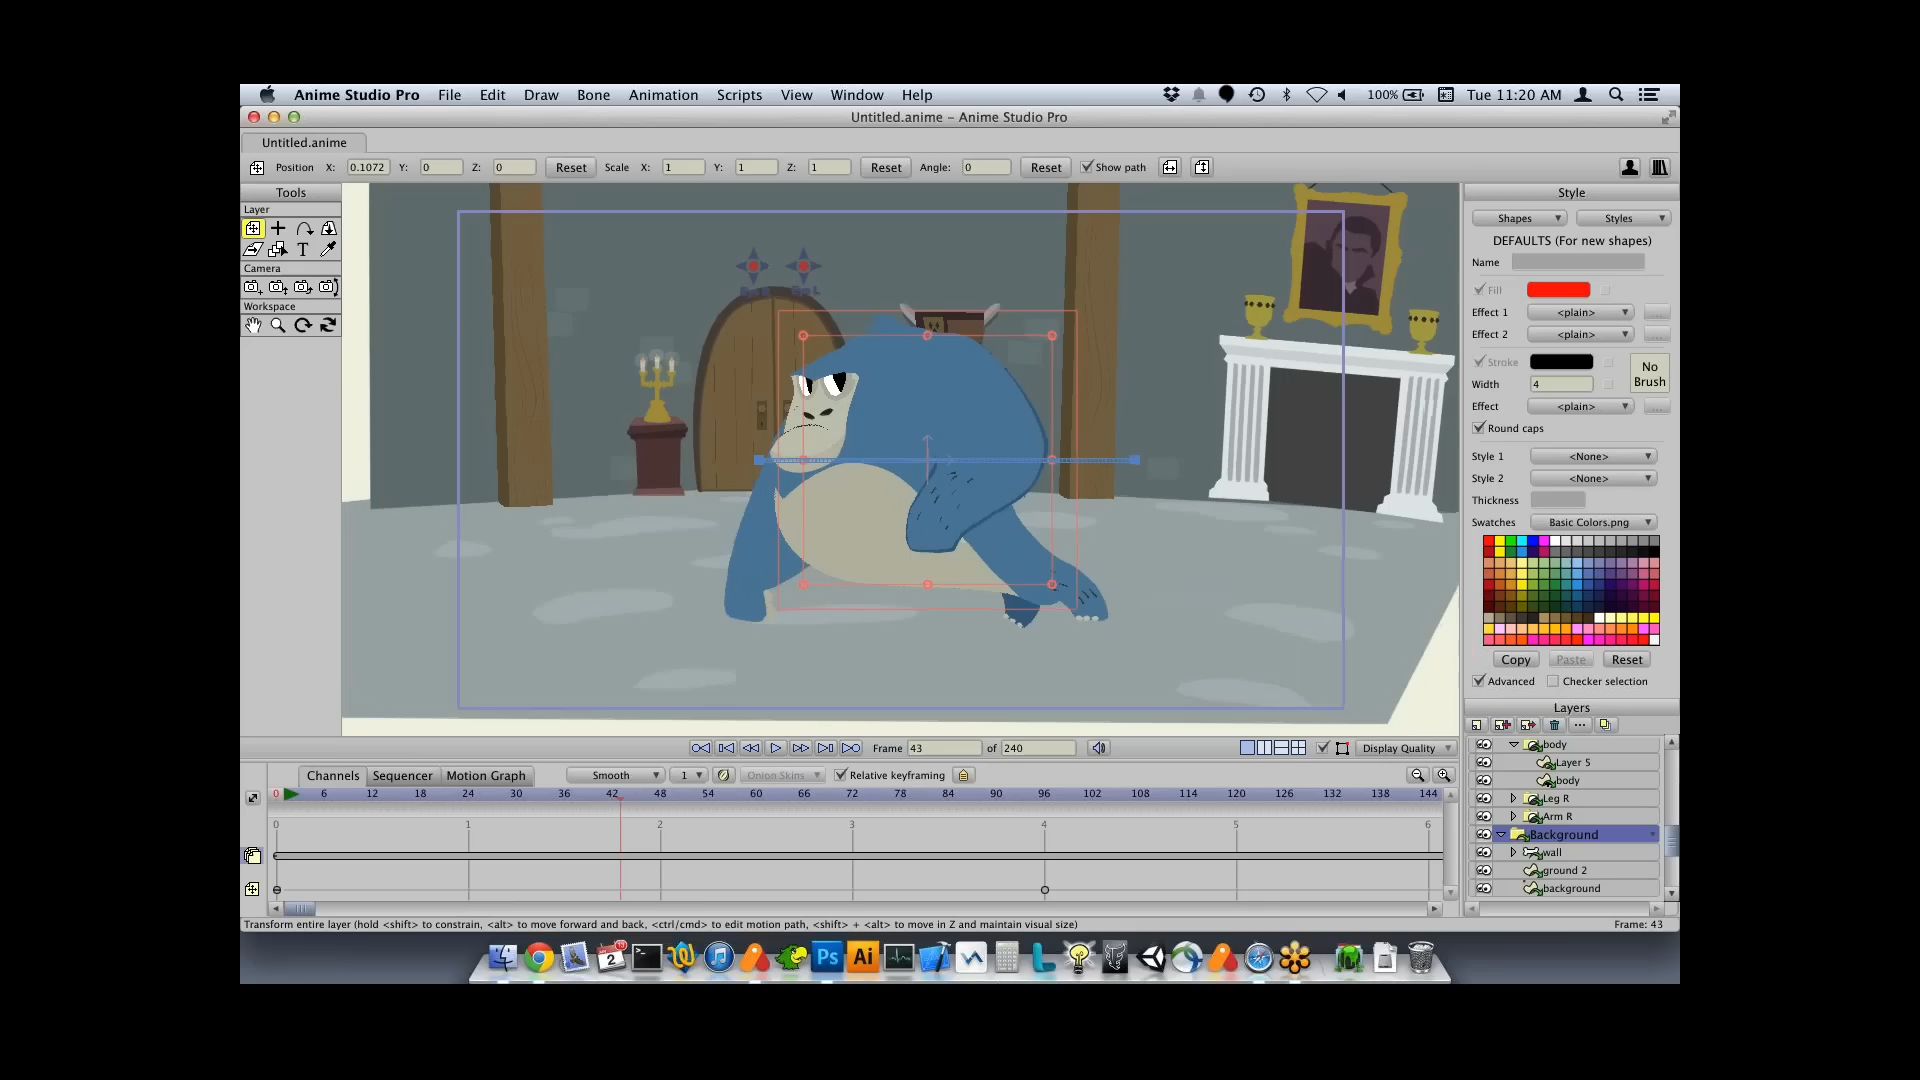 Anime Studio Pro File Edit Draw Bone Animation Scripts View Window Help 100% Tue 11:20 AM
Untitled.anime – Anime Studio Pro
Untitled.anime
Position X: 0.1072 Y: 0 Z: 0 Reset Scale X: 1 Y: 1 Z: 1 Reset Angle: 0 Reset Show path
Tools
Layer
T
Camera
Workspace
Style
Shapes Styles
DEFAULTS (For new shapes)
Name
Fill
Effect 1 <plain> ...
Effect 2 <plain> ...
Stroke
No Brush
Width 4
Effect <plain> ...
Round caps
Style 1 <None>
Style 2 <None>
Thickness
Swatches Basic Colors.png
Copy Paste Reset
Advanced Checker selection
Layers
body
Layer 5
body
Leg R
Arm R
Background
wall
ground 2
background
Frame 43 of 240 Display Quality
Channels Sequencer Motion Graph Smooth 1 Onion Skins Relative keyframing
0 6 12 18 24 30 36 42 48 54 60 66 72 78 84 90 96 102 108 114 120 126 132 138 144
0 1 2 3 4 5 6
Transform entire layer (hold <shift> to constrain, <alt> to move forward and back, <ctrl/cmd> to edit motion path, <shift> + <alt> to move in Z and maintain visual size) Frame: 43
2 Ps Ai